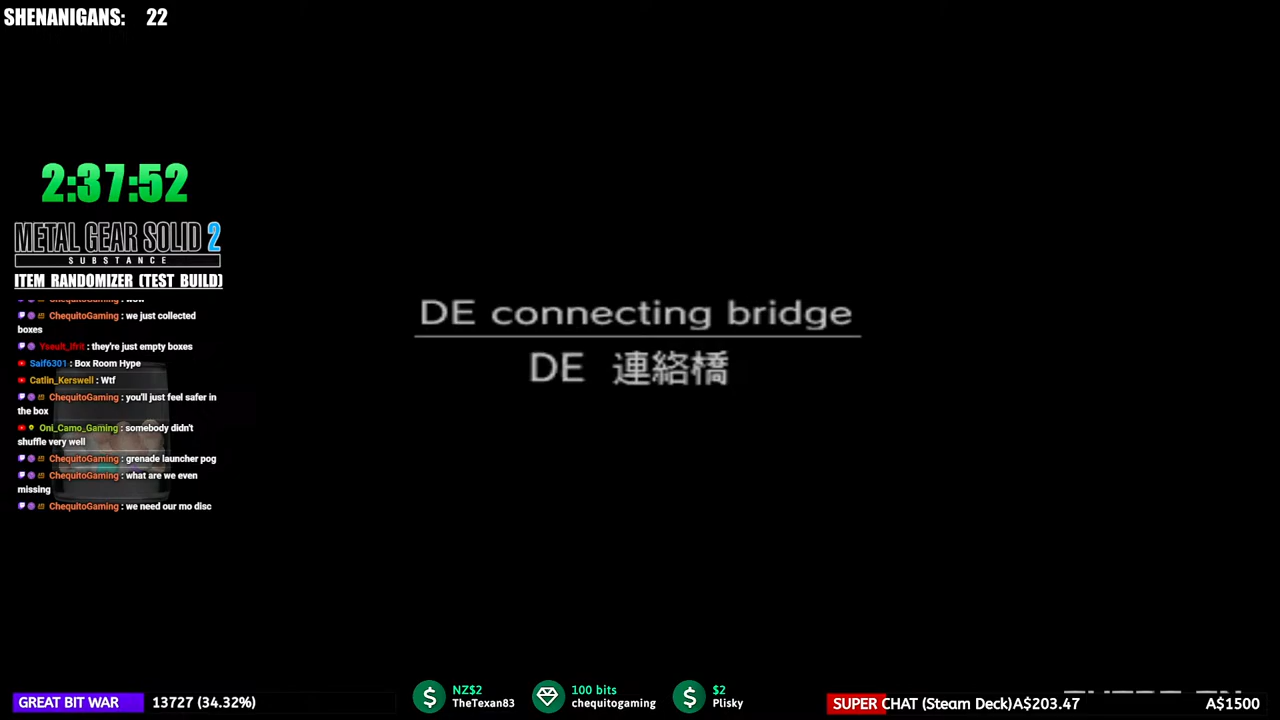 SHENANIGANS: 22
2:37:52
METAL GEAR SOLID 2
SUBSTANCE
ITEM RANDOMIZER (TEST BUILD)
ChequitoGaming : wow
ChequitoGaming : we just collected
boxes
Yseult_Ifrit : they're just empty boxes
Saif6301 : Box Room Hype
Catlin_Kerswell : Wtf
ChequitoGaming : you'll just feel safer in
the box
Oni_Camo_Gaming : somebody didn't
shuffle very well
ChequitoGaming : grenade launcher pog
ChequitoGaming : what are we even
missing
ChequitoGaming : we need our mo disc
DE connecting bridge
DE 連絡橋
GREAT BIT WAR 13727 (34.32%)
NZ$2
TheTexan83
100 bits
chequitogaming
$2
Plisky
SUPER CHAT (Steam Deck) A$203.47 A$1500